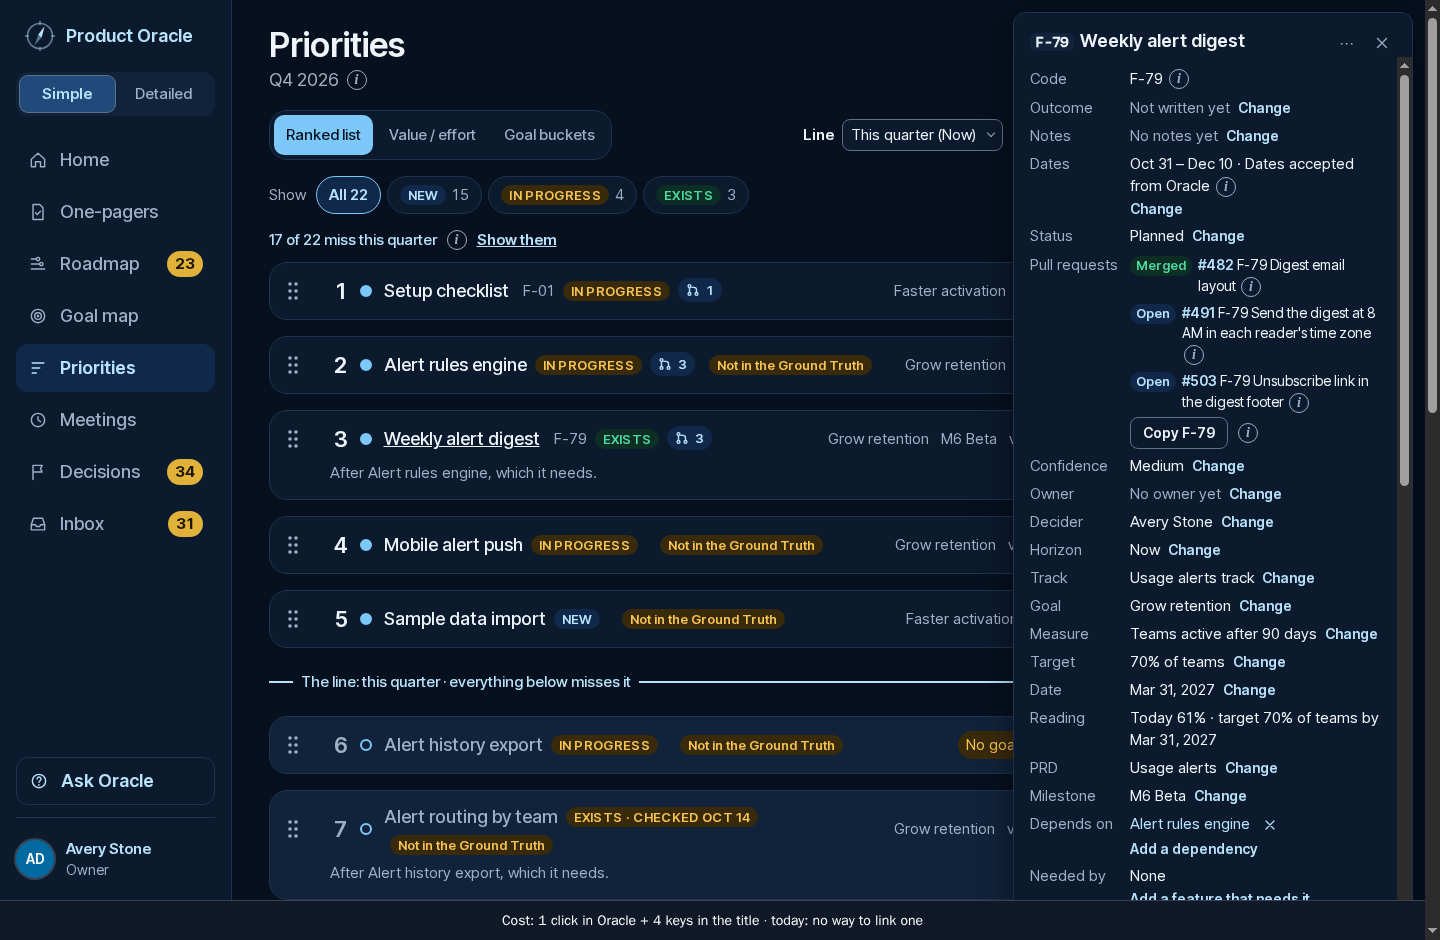 Product Oracle
Simple
Detailed
Home
One-pagers
Roadmap 23
Goal map
Priorities
Meetings
Decisions 34
Inbox 31
Ask Oracle
AD
Avery Stone
Owner
Priorities
Q4 2026 i
Ranked list Value / effort Goal buckets
Line This quarter (Now)
Show All 22 NEW 15 IN PROGRESS 4 EXISTS 3
17 of 22 miss this quarter i Show them
1 Setup checklist F-01 IN PROGRESS 1 Faster activation
2 Alert rules engine IN PROGRESS 3 Not in the Ground Truth Grow retention
3 Weekly alert digest F-79 EXISTS 3 Grow retention M6 Beta
After Alert rules engine, which it needs.
4 Mobile alert push IN PROGRESS Not in the Ground Truth Grow retention
5 Sample data import NEW Not in the Ground Truth Faster activation
The line: this quarter · everything below misses it
6 Alert history export IN PROGRESS Not in the Ground Truth No goa
7 Alert routing by team EXISTS · CHECKED OCT 14
Not in the Ground Truth
Grow retention
After Alert history export, which it needs.
F-79 Weekly alert digest ...
Code F-79 i
Outcome Not written yet Change
Notes No notes yet Change
Dates Oct 31 – Dec 10 · Dates accepted
from Oracle i
Change
Status Planned Change
Pull requests Merged #482 F-79 Digest email
layout i
Open #491 F-79 Send the digest at 8
AM in each reader's time zone
i
Open #503 F-79 Unsubscribe link in
the digest footer i
Copy F-79 i
Confidence Medium Change
Owner No owner yet Change
Decider Avery Stone Change
Horizon Now Change
Track Usage alerts track Change
Goal Grow retention Change
Measure Teams active after 90 days Change
Target 70% of teams Change
Date Mar 31, 2027 Change
Reading Today 61% · target 70% of teams by
Mar 31, 2027
PRD Usage alerts Change
Milestone M6 Beta Change
Depends on Alert rules engine
Add a dependency
Needed by None
Add a feature that needs it
Cost: 1 click in Oracle + 4 keys in the title · today: no way to link one